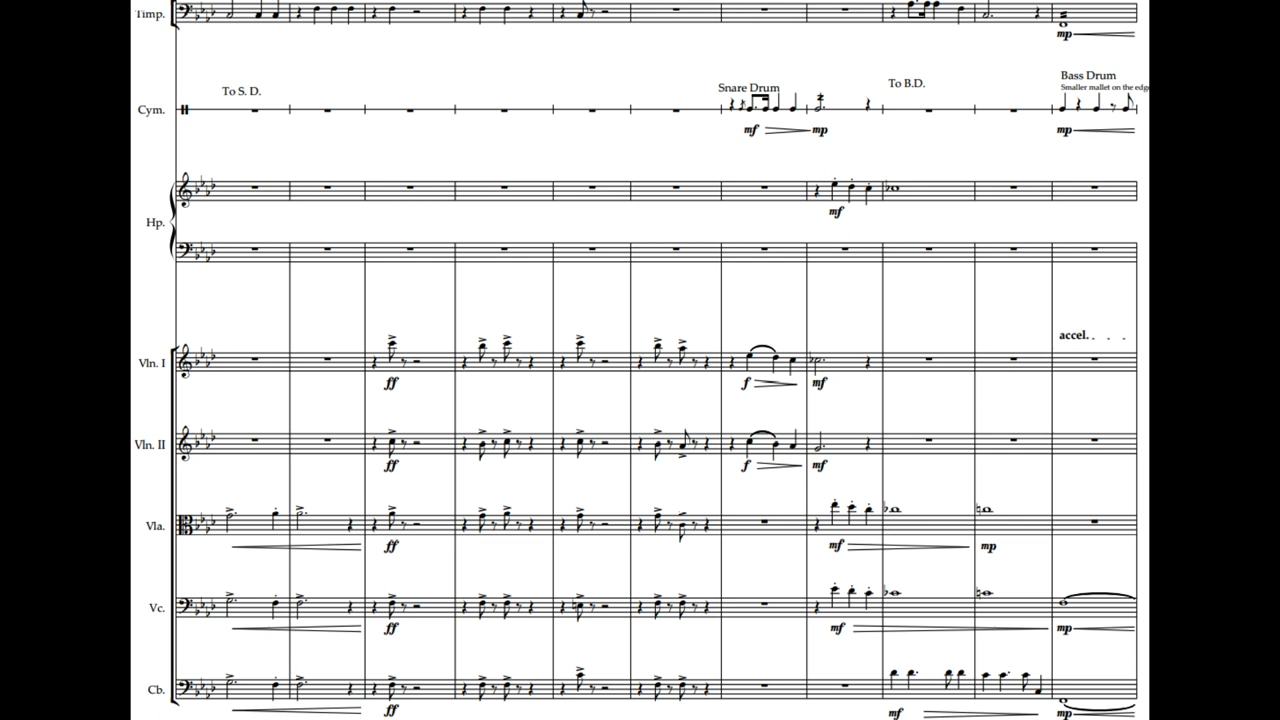 Timp.
mp
To S. D.
Snare Drum
To B.D.
Bass Drum
Smaller mallet on the edge
Cym.
mf mp mp
Hp.
mf
accel.
Vln. I
ff f mf
Vln. II
ff f mf
Vla.
ff mf mp
Vc.
ff mf mp
Cb.
ff mf mp